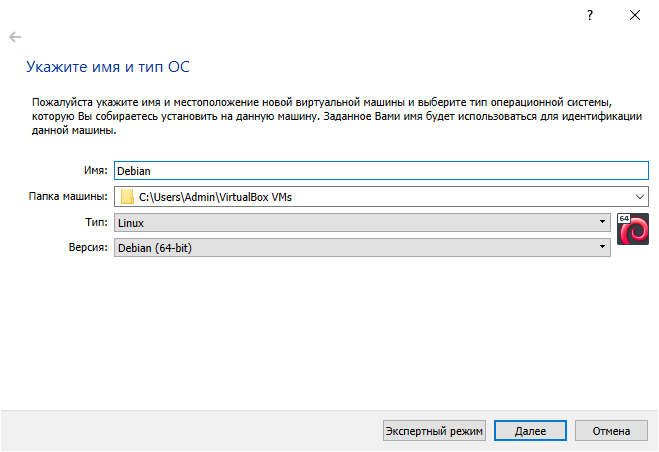 ?
Укажите имя и тип ОС
Пожалуйста укажите имя и местоположение новой виртуальной машины и выберите тип операционной системы,
которую Вы собираетесь установить на данную машину. Заданное Вами имя будет использоваться для идентификации
данной машины.
Имя: Debian
Папка машины: C:\Users\Admin\VirtualBox VMs
Тип: Linux
64
Версия: Debian (64-bit)
Экспертный режим Далее Отмена